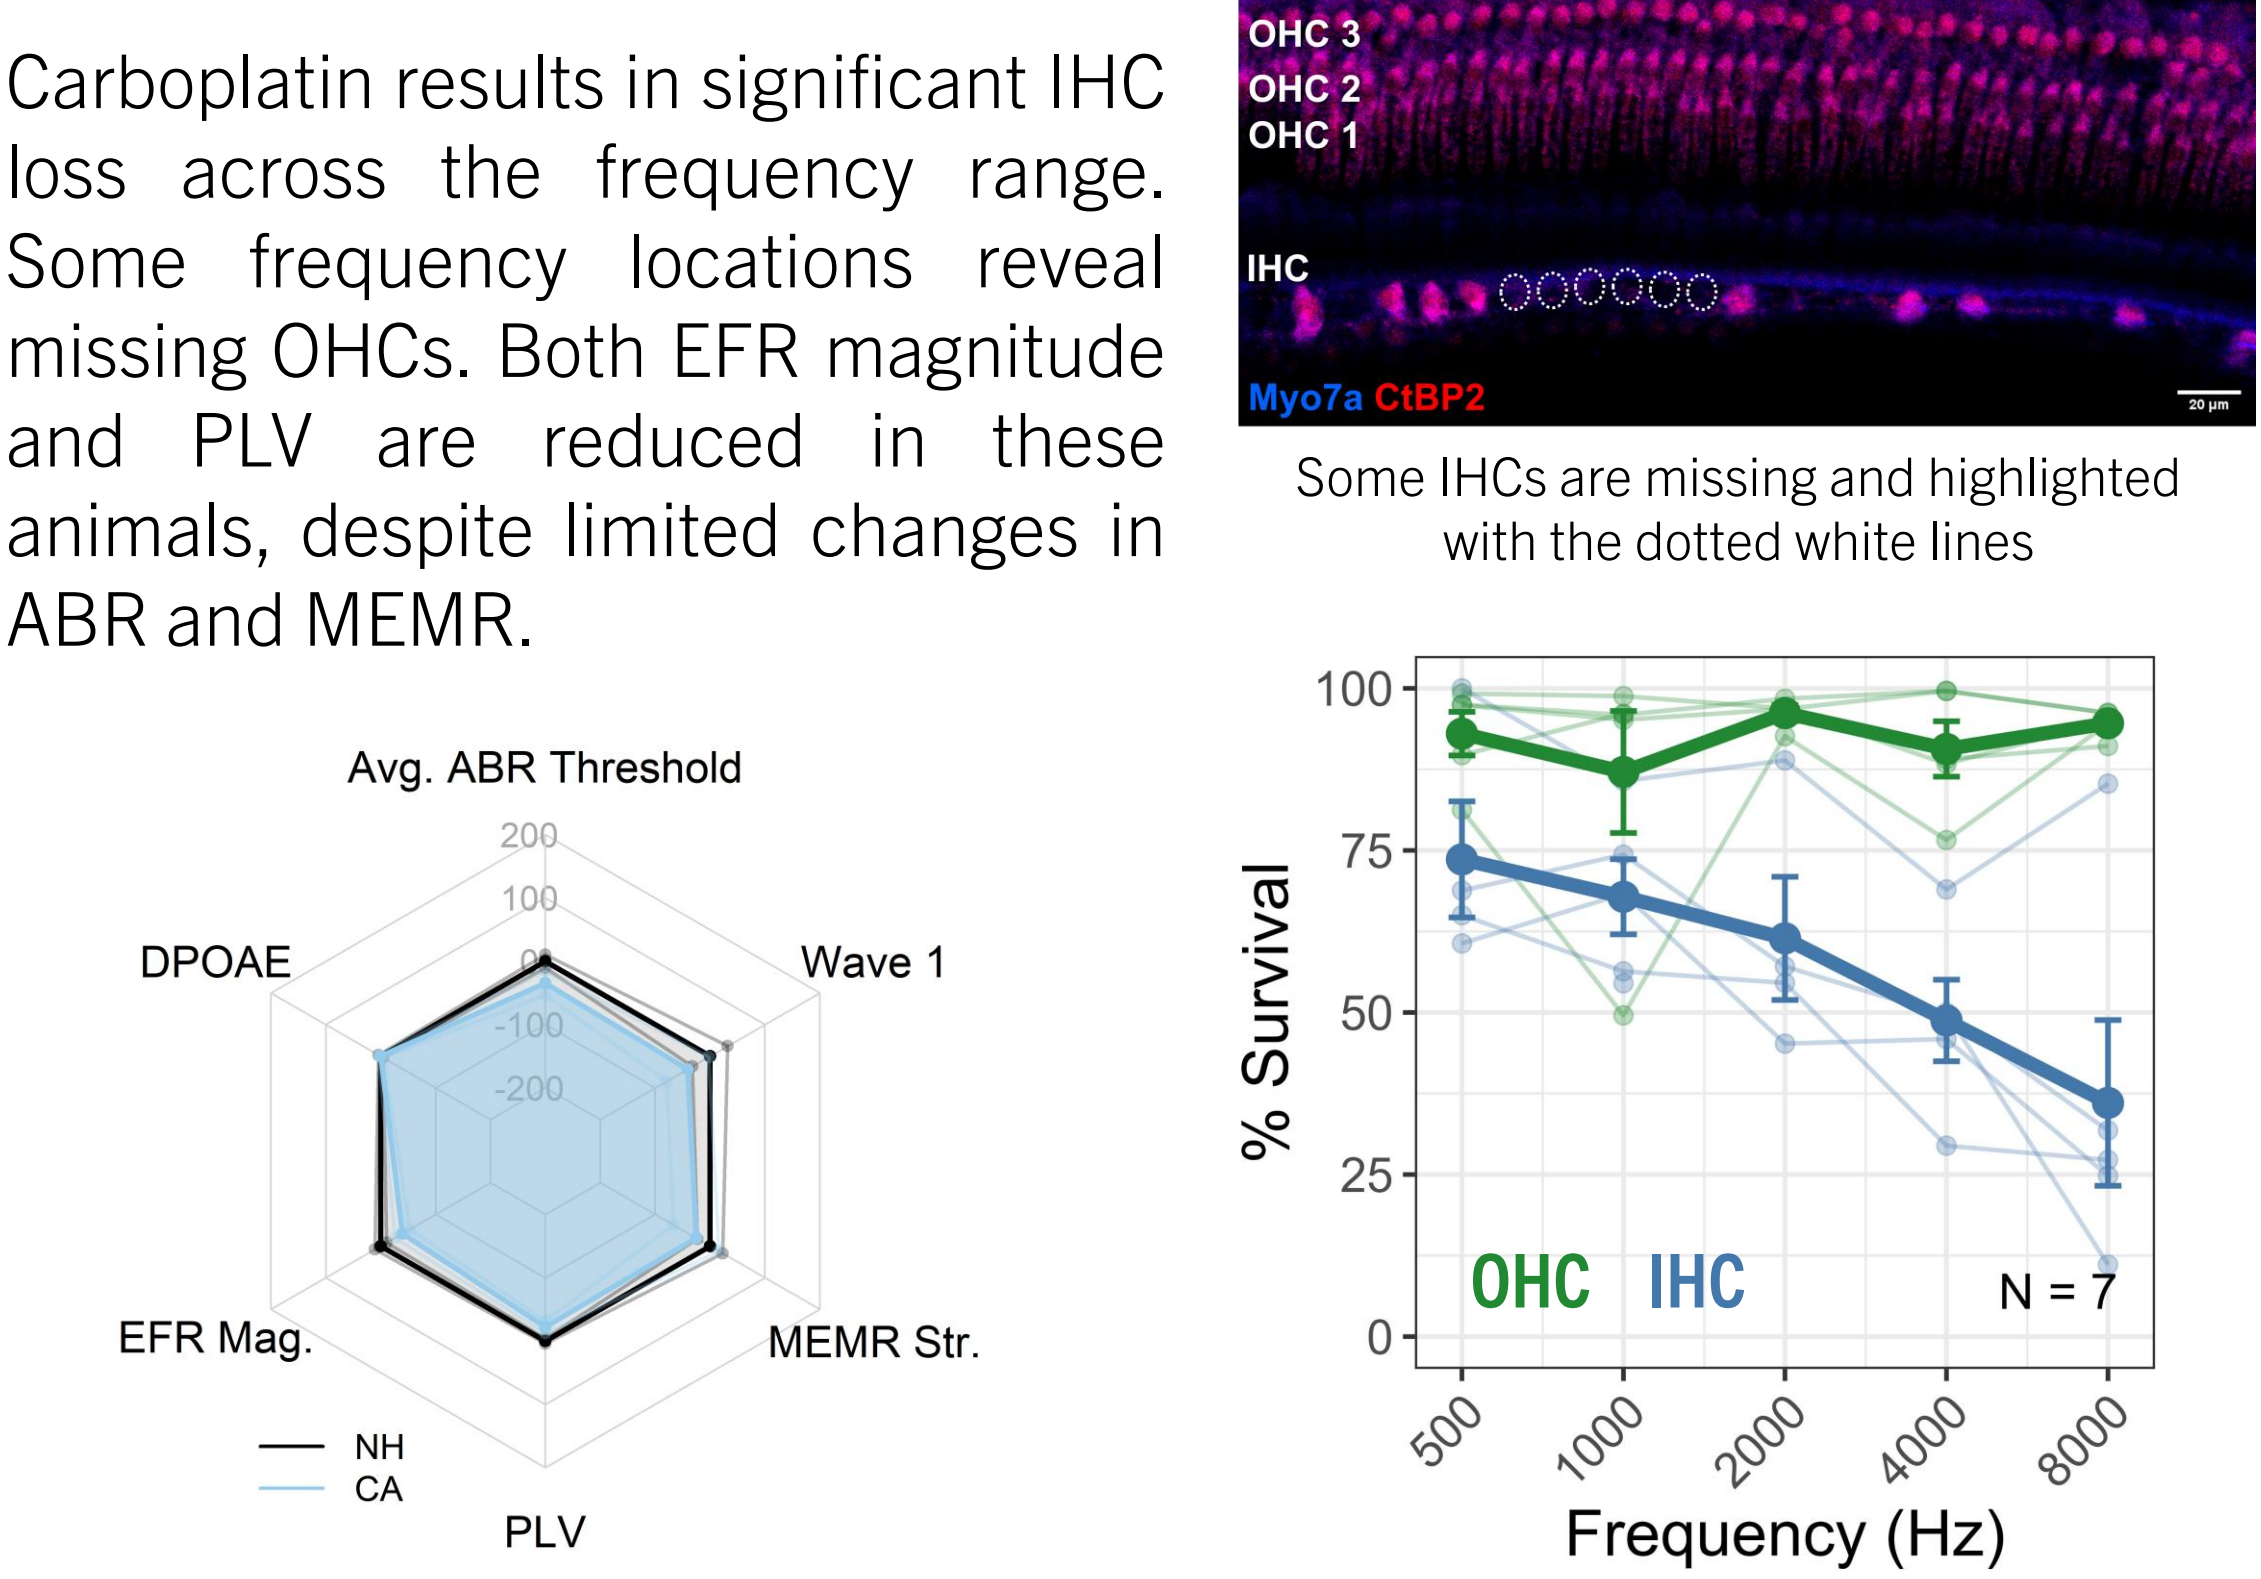 Carboplatin results in significant IHC
loss across the frequency range.
Some frequency locations reveal
missing OHCs. Both EFR magnitude
and PLV are reduced in these
animals, despite limited changes in
ABR and MEMR.
OHC 3
OHC 2
OHC 1
IHC
Myo7a CtBP2
20 µm
Some IHCs are missing and highlighted
with the dotted white lines
Avg. ABR Threshold
200
100
0
-100
-200
DPOAE
Wave 1
EFR Mag.
MEMR Str.
PLV
NH
CA
% Survival
100
75
50
25
0
OHC IHC
N = 7
500
1000
2000
4000
8000
Frequency (Hz)